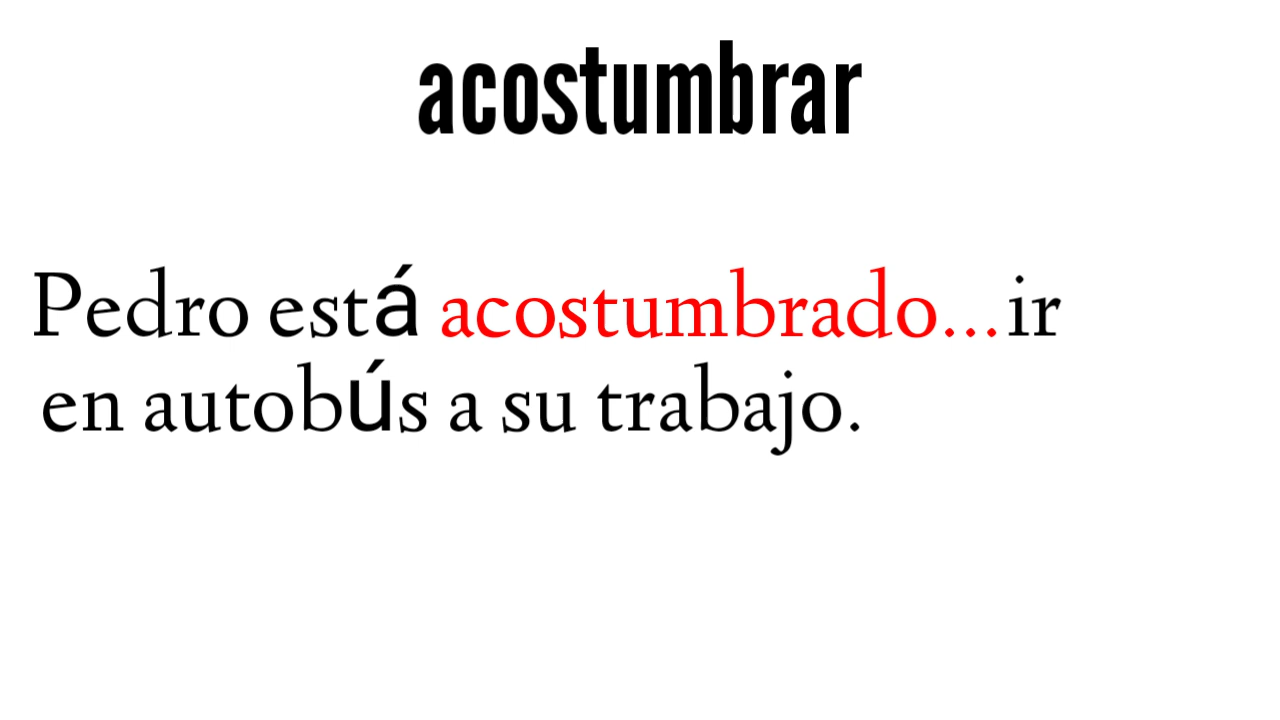 acostumbrar
Pedro está acostumbrado...ir
en autobús a su trabajo.